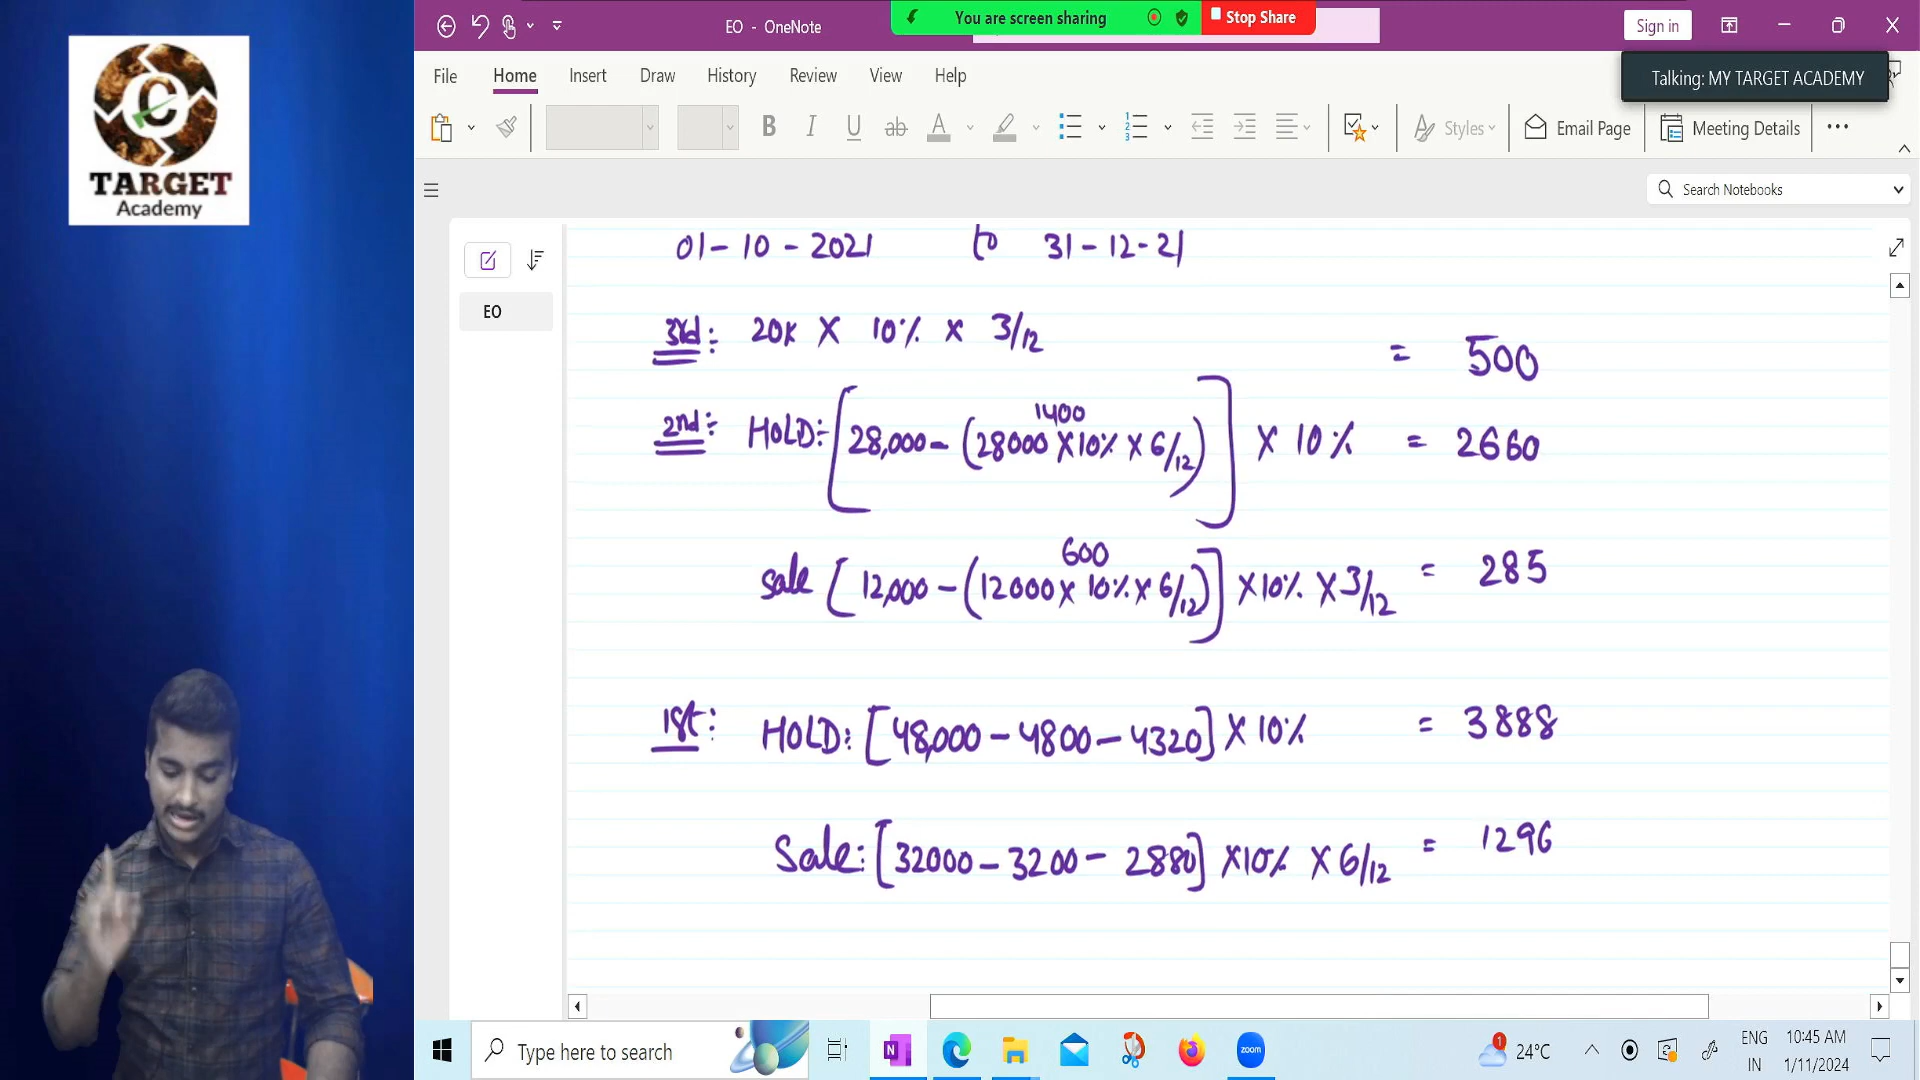 EO - OneNote
You are screen sharing
Stop Share
Sign in
File Home Insert Draw History Review View Help
Talking: MY TARGET ACADEMY
Styles
Email Page
Meeting Details
Search Notebooks
EO
C
TARGET
Academy
01-10-2021 to 31-12-21
3rd: 20K X 10% x 3/12 = 500
1400
2nd: HOLD: [28,000 - (28000 X 10% X 6/12)] X 10% = 2660
600
sale [12,000 - (12000 x 10% x 6/12)] X 10% X 3/12 = 285
1st: HOLD: [48,000 - 4800 - 4320] X 10% = 3888
Sale: [32000 - 3200 - 2880] X 10% X 6/12 = 1296
Type here to search
zoom
1
24°C
ENG
IN
10:45 AM
1/11/2024